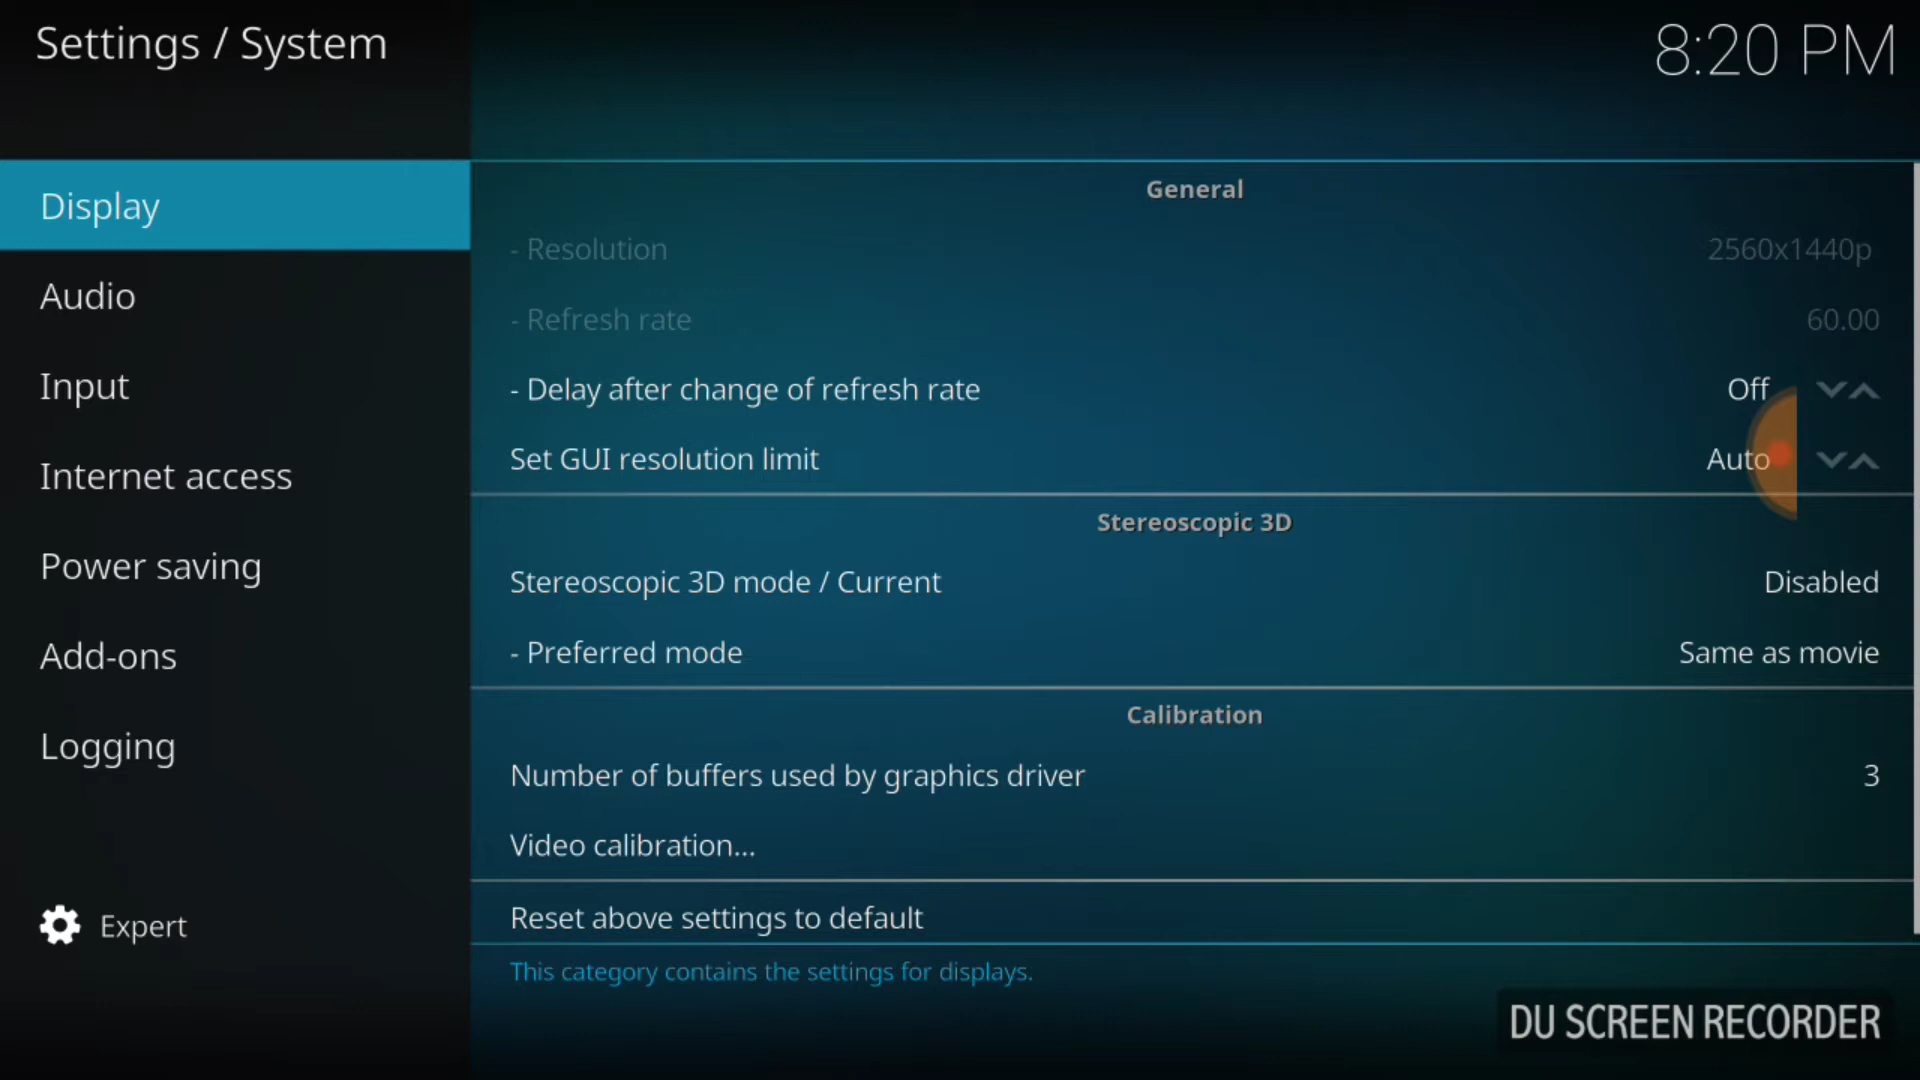 Settings / System
8:20 PM
Display
Audio
Input
Internet access
Power saving
Add-ons
Logging
Expert
General
- Resolution 2560x1440p
- Refresh rate 60.00
- Delay after change of refresh rate Off
Set GUI resolution limit Auto
Stereoscopic 3D
Stereoscopic 3D mode / Current Disabled
- Preferred mode Same as movie
Calibration
Number of buffers used by graphics driver 3
Video calibration...
Reset above settings to default
This category contains the settings for displays.
DU SCREEN RECORDER